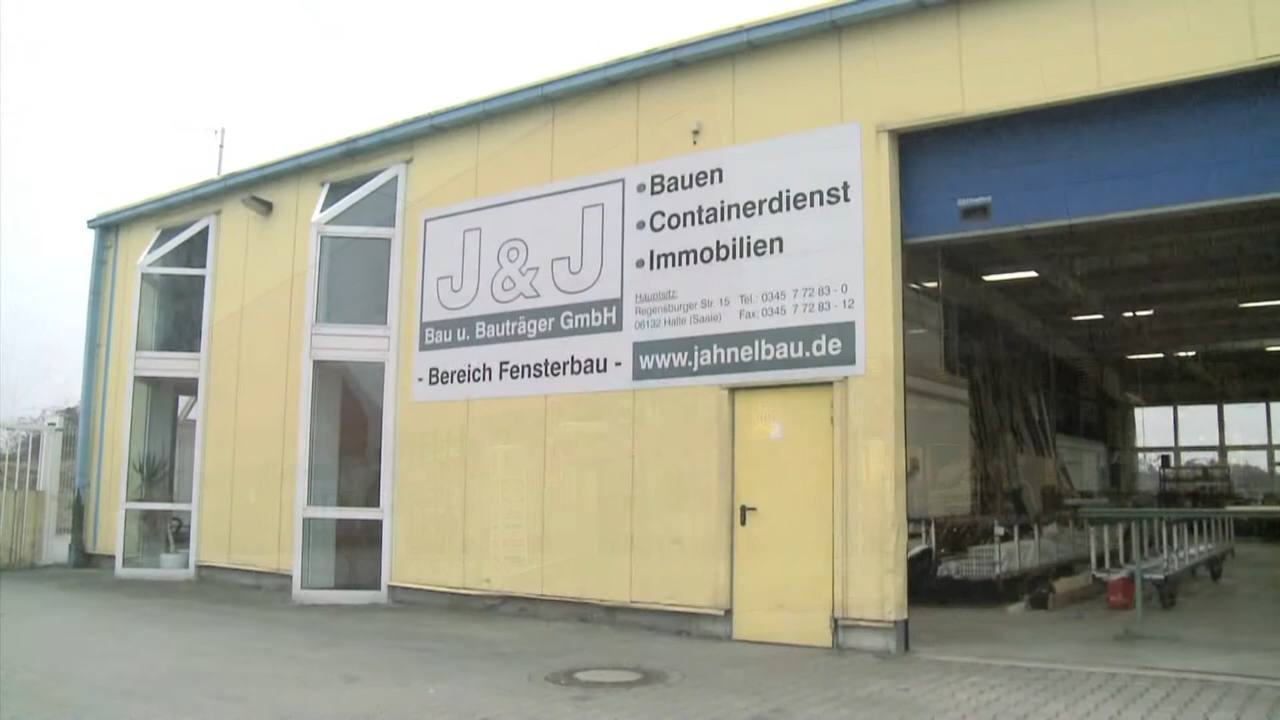 J & J
Bau u. Bauträger GmbH
- Bereich Fensterbau -
• Bauen
• Containerdienst
• Immobilien
Hauptsitz:
Regensburger Str. 15
06132 Halle (Saale)
Tel.: 0345 7 72 83 - 0
Fax: 0345 7 72 83 - 12
www.jahnelbau.de